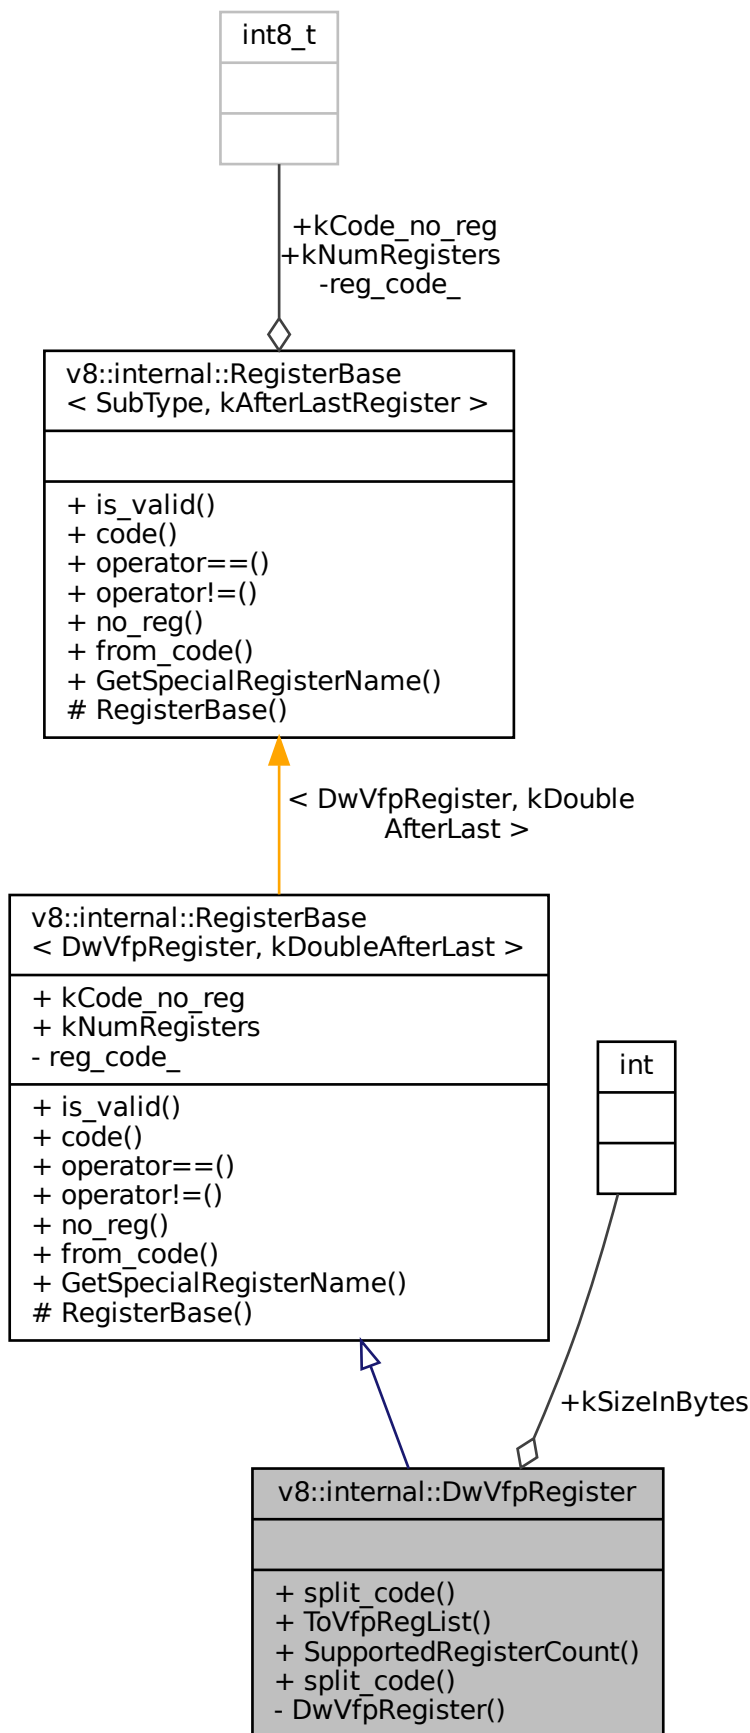 int8_t
+kCode_no_reg
+kNumRegisters
-reg_code_
v8::internal::RegisterBase
< SubType, kAfterLastRegister >
+ is_valid()
+ code()
+ operator==()
+ operator!=()
+ no_reg()
+ from_code()
+ GetSpecialRegisterName()
# RegisterBase()
< DwVfpRegister, kDouble
AfterLast >
v8::internal::RegisterBase
< DwVfpRegister, kDoubleAfterLast >
+ kCode_no_reg
+ kNumRegisters
- reg_code_
+ is_valid()
+ code()
+ operator==()
+ operator!=()
+ no_reg()
+ from_code()
+ GetSpecialRegisterName()
# RegisterBase()
int
+kSizeInBytes
v8::internal::DwVfpRegister
+ split_code()
+ ToVfpRegList()
+ SupportedRegisterCount()
+ split_code()
- DwVfpRegister()